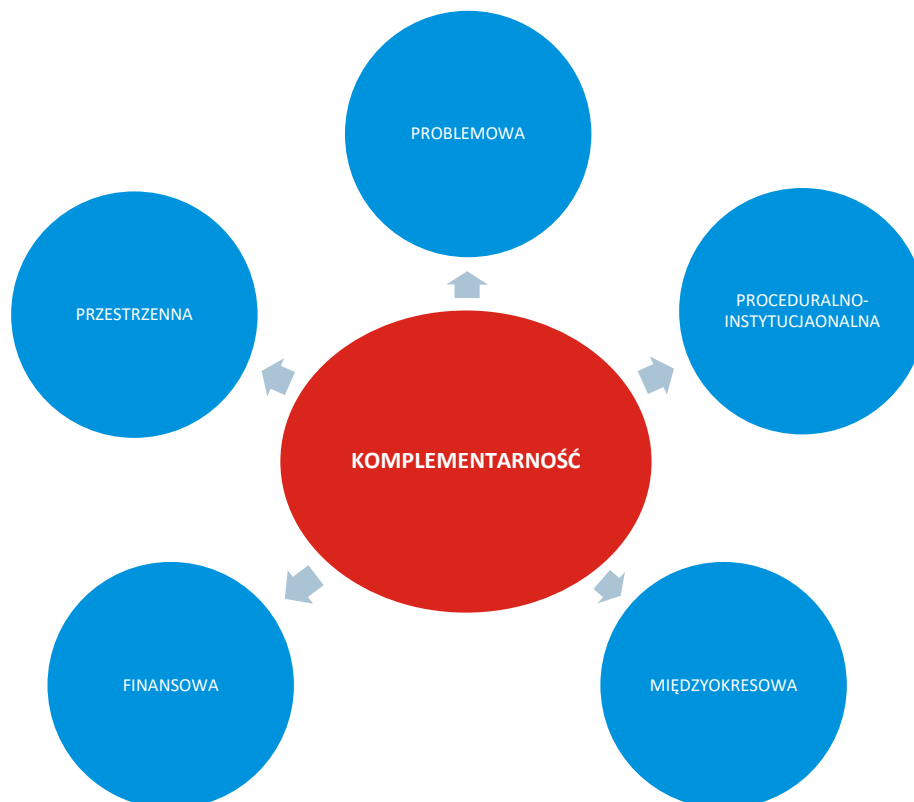 PROBLEMOWA
PRZESTRZENNA
PROCEDURALNO-
INSTYTUCJAONALNA
KOMPLEMENTARNOŚĆ
FINANSOWA
MIĘDZYOKRESOWA